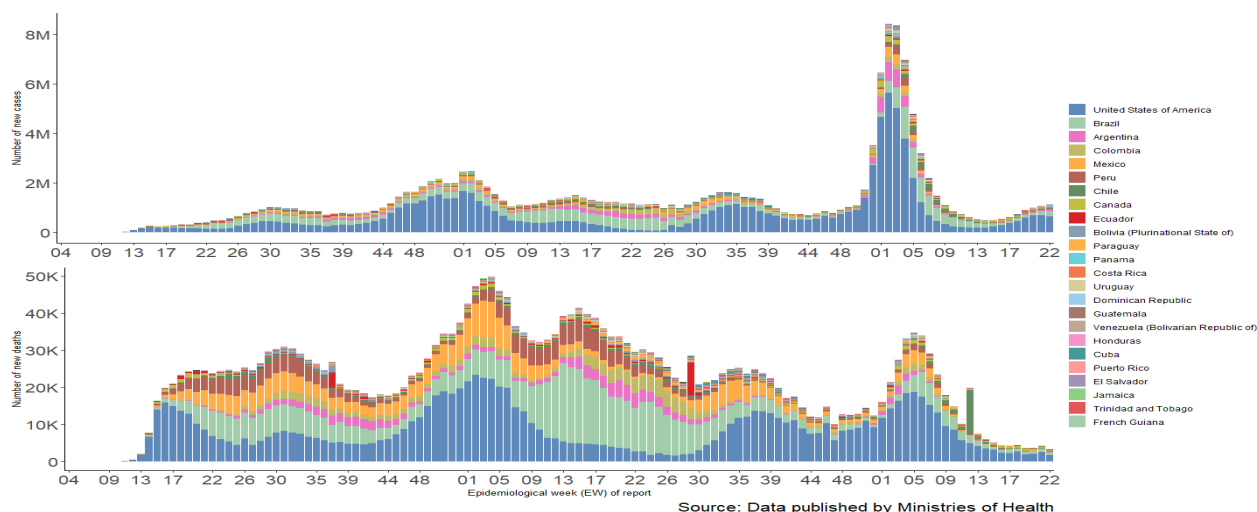 8M
6M
4M
2M
0
Number of new cases
04 09 13 17 22 26 31 35 39 44 48 01 05 09 13 17 22 26 31 35 39 44 48 01 05 09 13 17 22
50K
40K
30K
20K
10K
0
Number of new deaths
04 09 13 17 22 26 31 35 39 44 48 01 05 09 13 17 22 26 31 35 39 44 48 01 05 09 13 17 22
Epidemiological week (EW) of report
United States of America
Brazil
Argentina
Colombia
Mexico
Peru
Chile
Canada
Ecuador
Bolivia (Plurinational State of)
Paraguay
Panama
Costa Rica
Uruguay
Dominican Republic
Guatemala
Venezuela (Bolivarian Republic of)
Honduras
Cuba
Puerto Rico
El Salvador
Jamaica
Trinidad and Tobago
French Guiana
Source: Data published by Ministries of Health